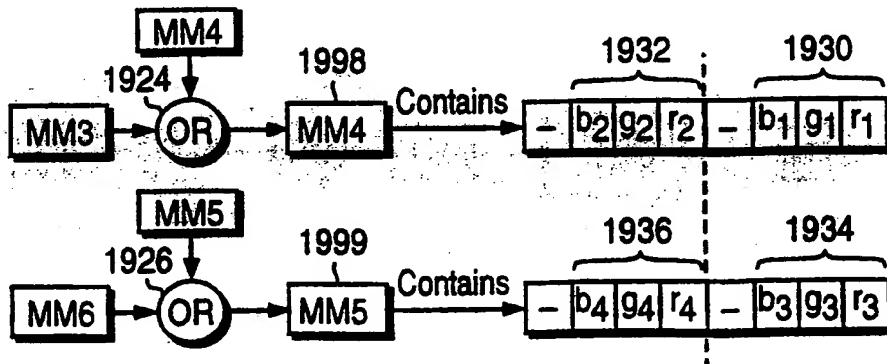 MM4
1924
1998
1932
1930
MM3
OR
MM4
Contains
– b2 g2 r2 – b1 g1 r1
MM5
1926
1999
1936
1934
MM6
OR
MM5
Contains
– b4 g4 r4 – b3 g3 r3